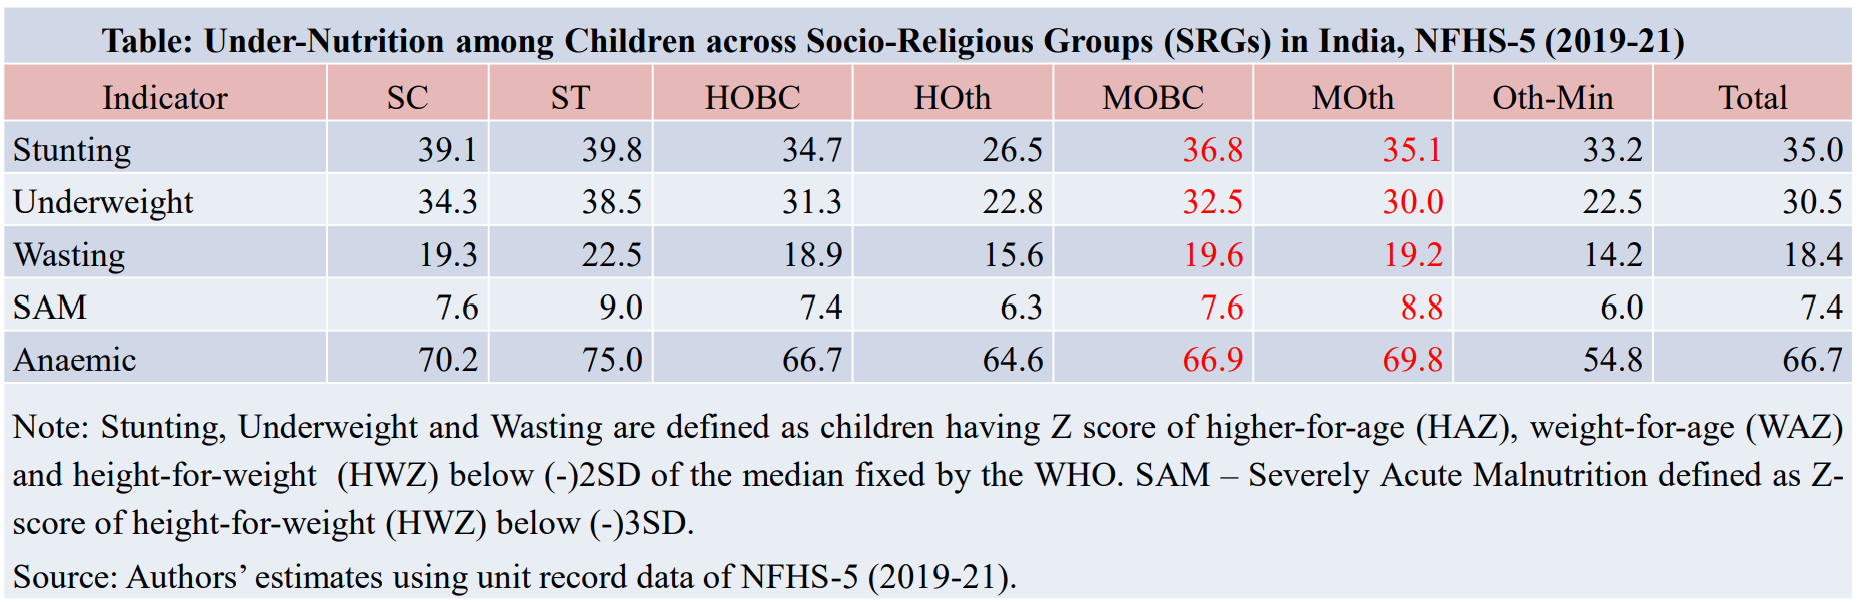 Table: Under-Nutrition among Children across Socio-Religious Groups (SRGs) in India, NFHS-5 (2019-21)
Indicator SC ST HOBC HOth MOBC MOth Oth-Min Total
Stunting 39.1 39.8 34.7 26.5 36.8 35.1 33.2 35.0
Underweight 34.3 38.5 31.3 22.8 32.5 30.0 22.5 30.5
Wasting 19.3 22.5 18.9 15.6 19.6 19.2 14.2 18.4
SAM 7.6 9.0 7.4 6.3 7.6 8.8 6.0 7.4
Anaemic 70.2 75.0 66.7 64.6 66.9 69.8 54.8 66.7
Note: Stunting, Underweight and Wasting are defined as children having Z score of higher-for-age (HAZ), weight-for-age (WAZ)
and height-for-weight (HWZ) below (-)2SD of the median fixed by the WHO. SAM – Severely Acute Malnutrition defined as Z-
score of height-for-weight (HWZ) below (-)3SD.
Source: Authors’ estimates using unit record data of NFHS-5 (2019-21).